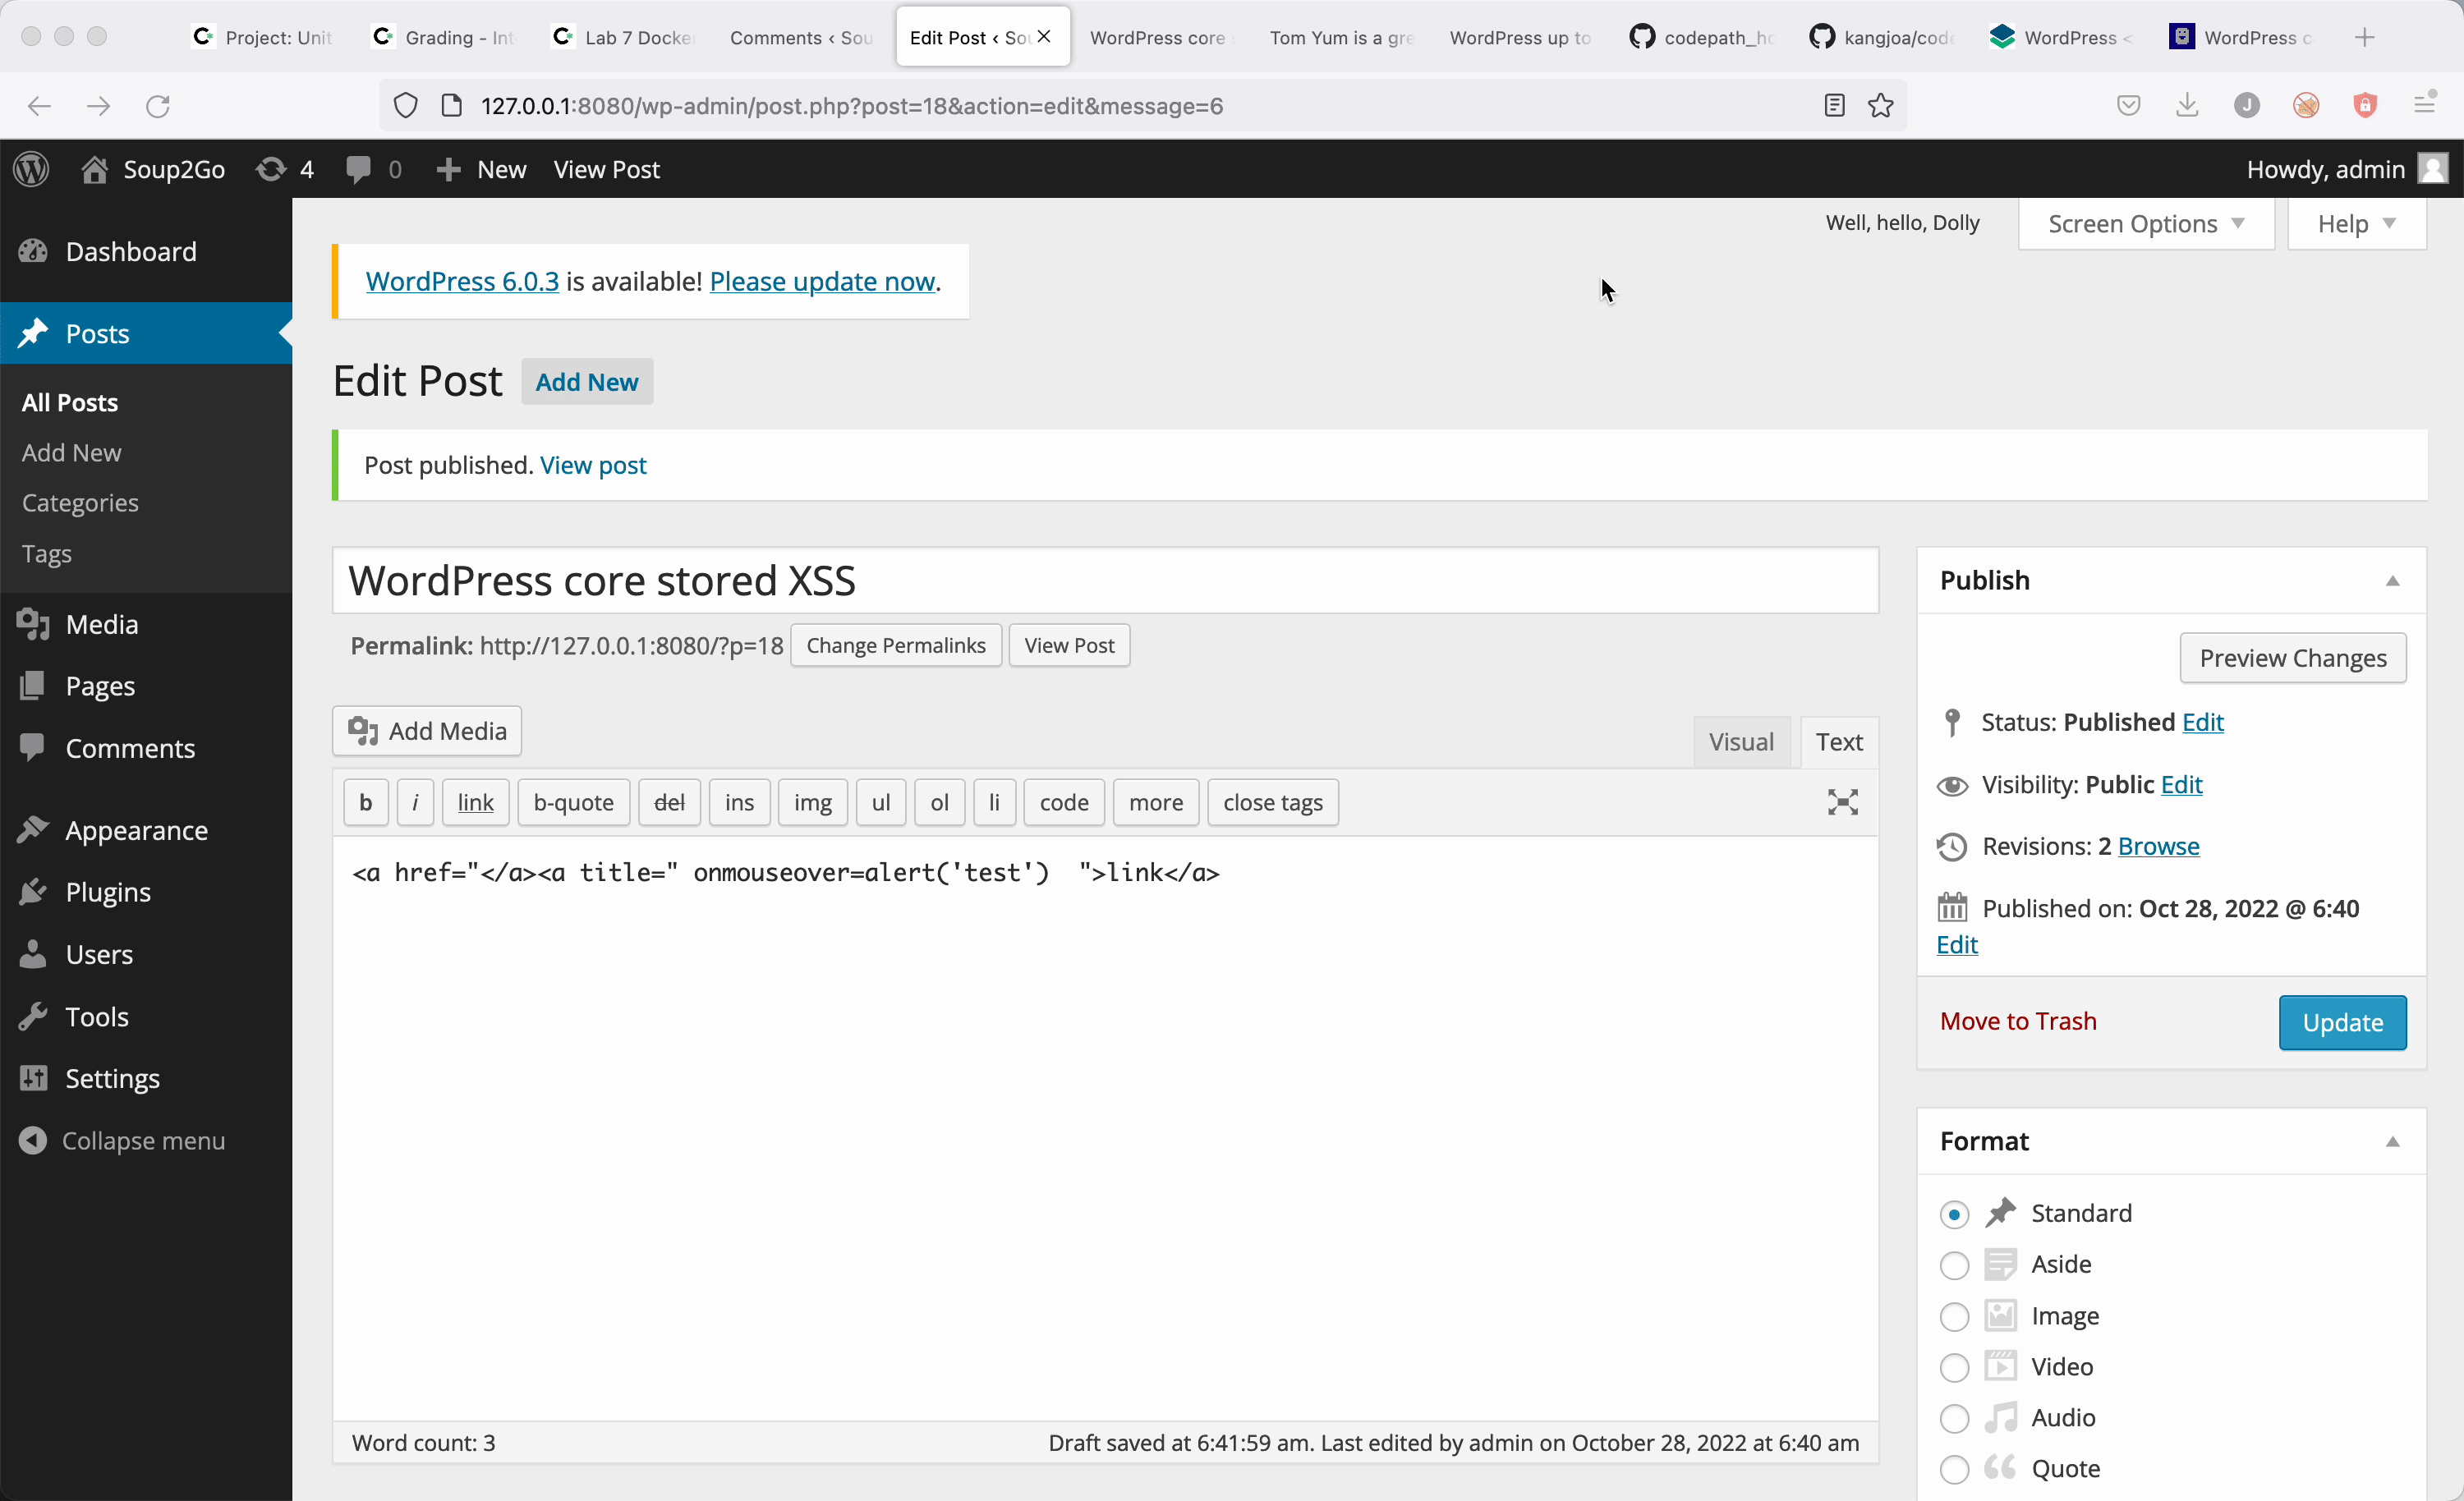 Project: Unit
Grading - Int
Lab 7 Docker
Comments ‹ Sou
Edit Post ‹ Sou
WordPress core s
Tom Yum is a gre
WordPress up to
codepath_ho
kangjoa/code
WordPress <
WordPress c
127.0.0.1:8080/wp-admin/post.php?post=18&action=edit&message=6
J
Soup2Go
4
0
New
View Post
Howdy, admin
Dashboard
Posts
All Posts
Add New
Categories
Tags
Media
Pages
Comments
Appearance
Plugins
Users
Tools
Settings
Collapse menu
Well, hello, Dolly
Screen Options
Help
WordPress 6.0.3 is available! Please update now.
Edit Post Add New
Post published. View post
WordPress core stored XSS
Permalink: http://127.0.0.1:8080/?p=18 Change Permalinks View Post
Add Media
Visual
Text
b i link b-quote del ins img ul ol li code more close tags
<a href="</a><a title=" onmouseover=alert('test')  ">link</a>
Word count: 3
Draft saved at 6:41:59 am. Last edited by admin on October 28, 2022 at 6:40 am
Publish
Preview Changes
Status: Published Edit
Visibility: Public Edit
Revisions: 2 Browse
Published on: Oct 28, 2022 @ 6:40
Edit
Move to Trash
Update
Format
Standard
Aside
Image
Video
Audio
Quote